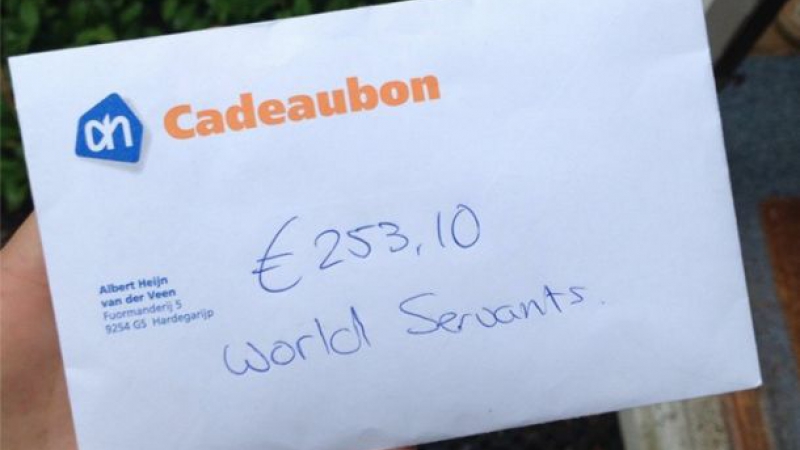 ah Cadeaubon
€ 253,10
Albert Heijn
van der Veen
Fuormanderij 5
9254 GS Hardegarijp
World Servants.